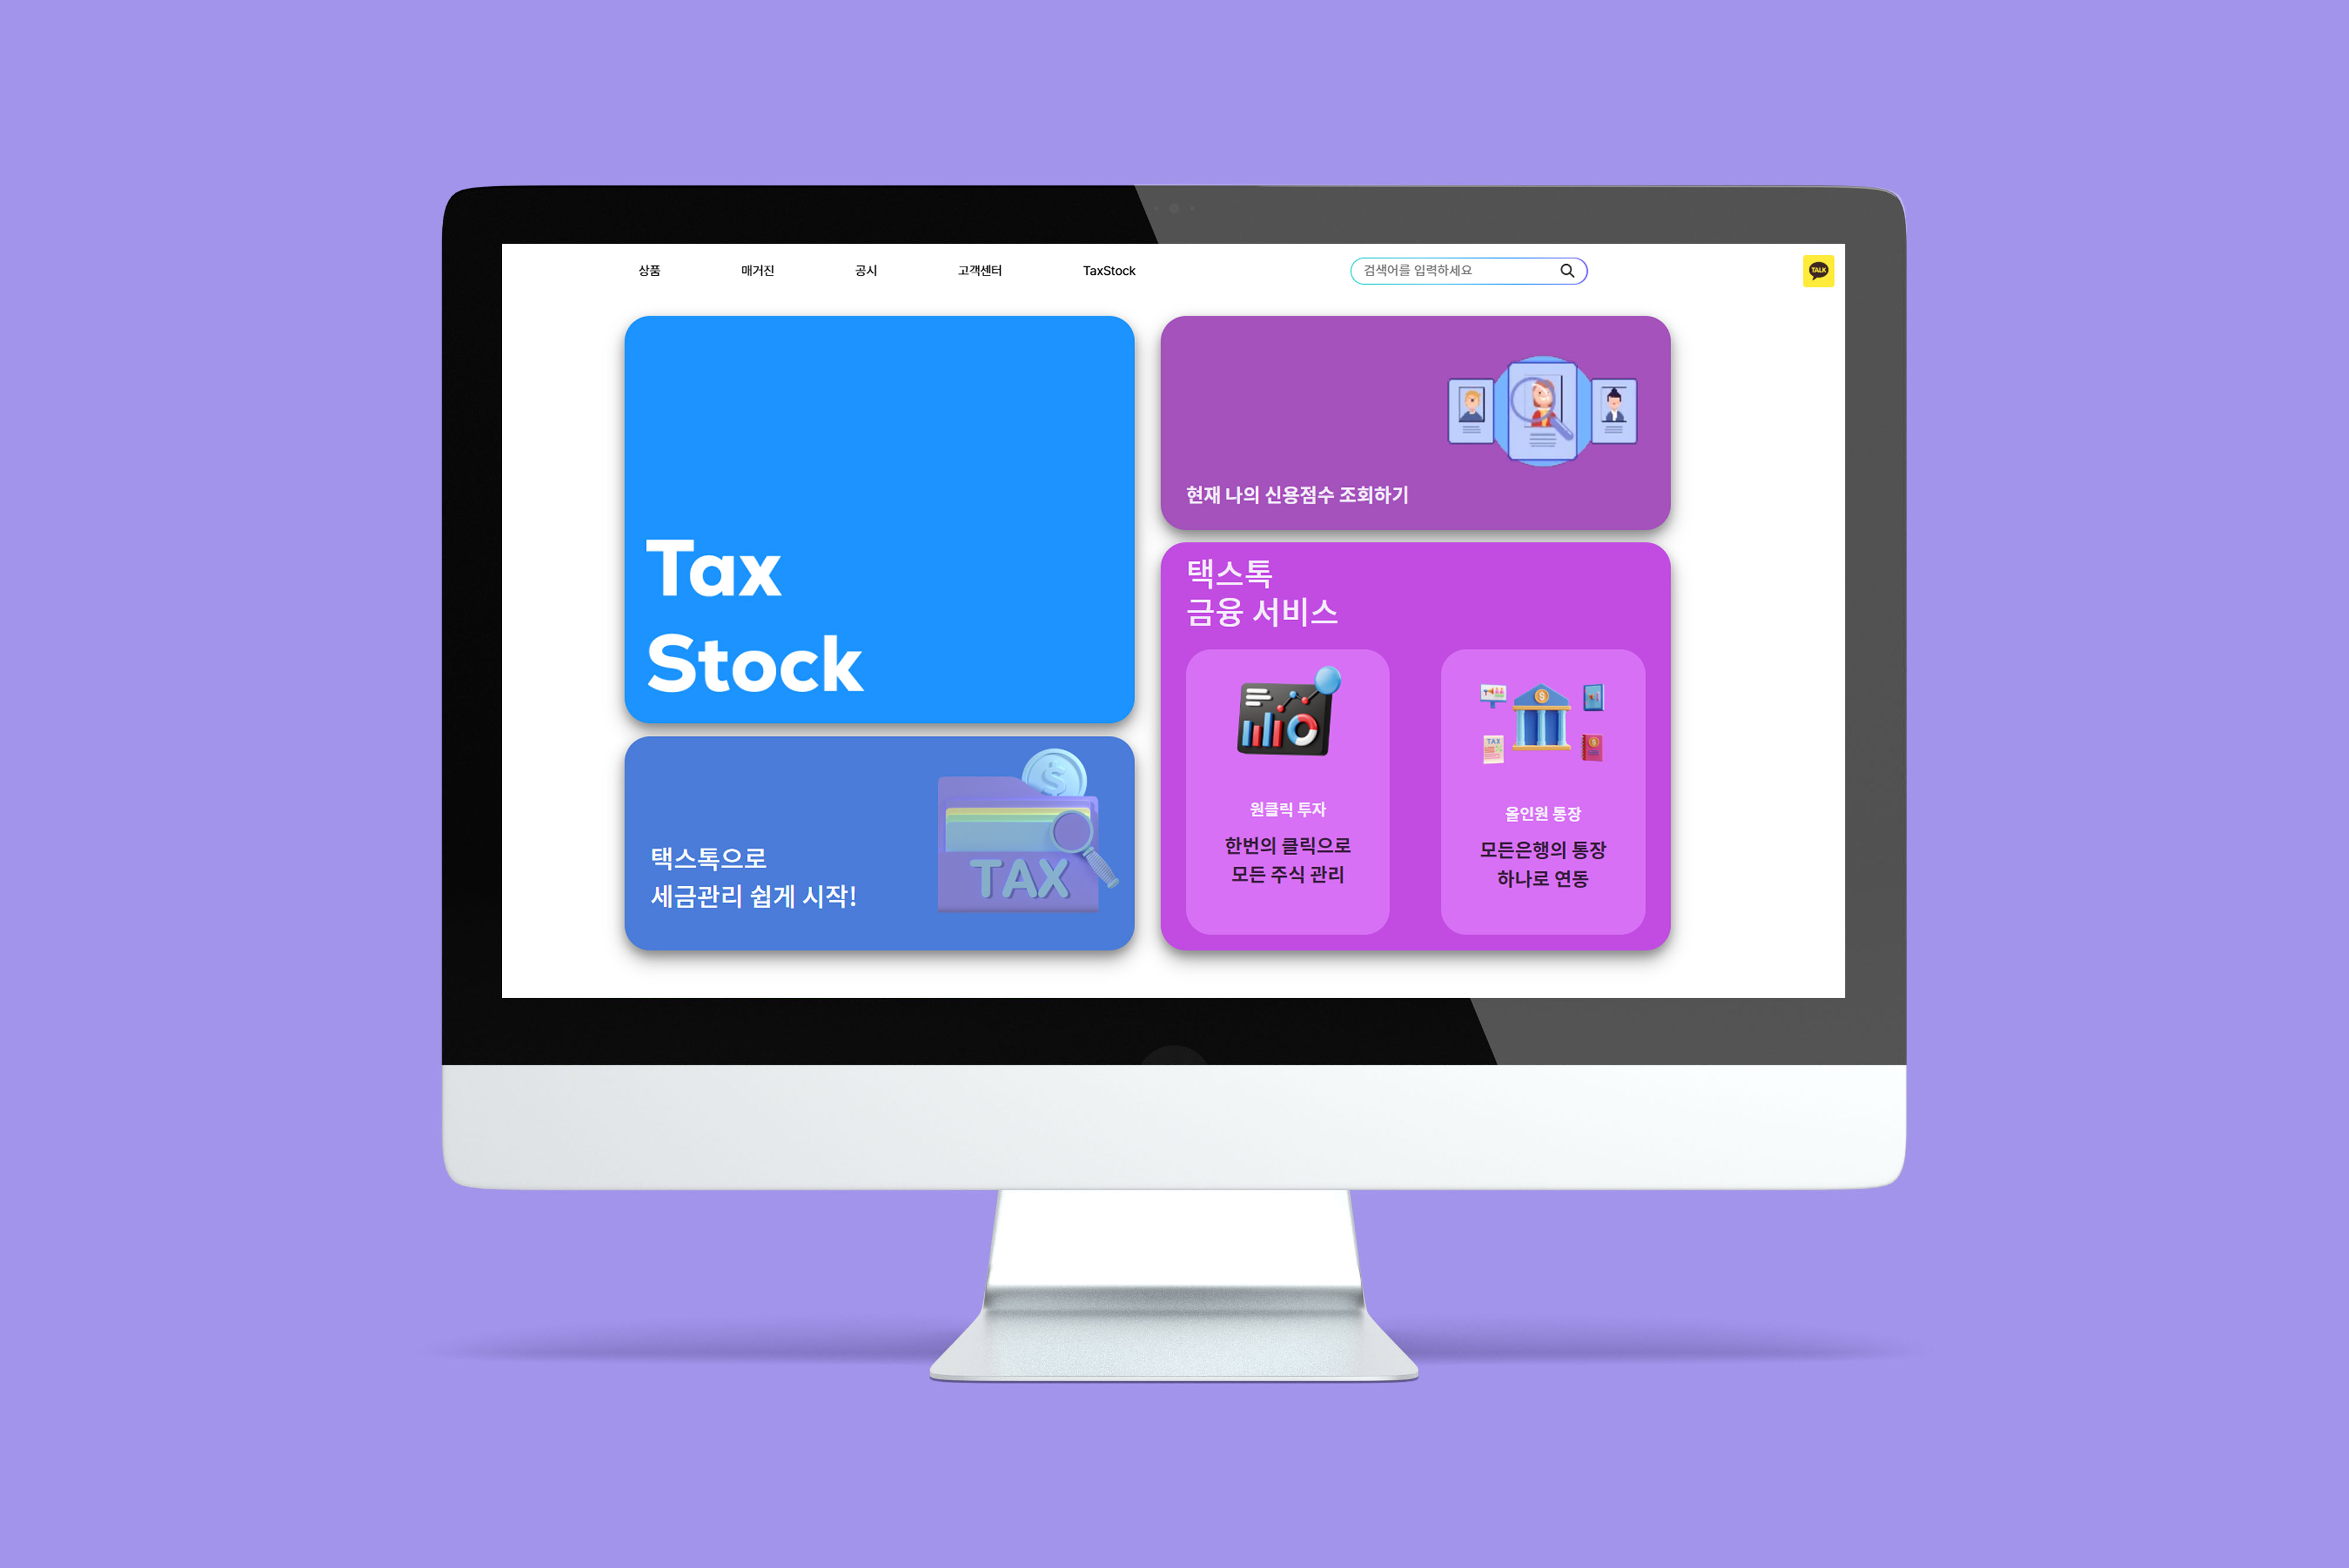 상품 매거진 공시 고객센터 TaxStock 검색어를 입력하세요 TALK
Tax
Stock
택스톡으로
세금관리 쉽게 시작!
TAX
현재 나의 신용점수 조회하기
택스톡
금융 서비스
원클릭 투자
한번의 클릭으로
모든 주식 관리
TAX
올인원 통장
모든은행의 통장
하나로 연동